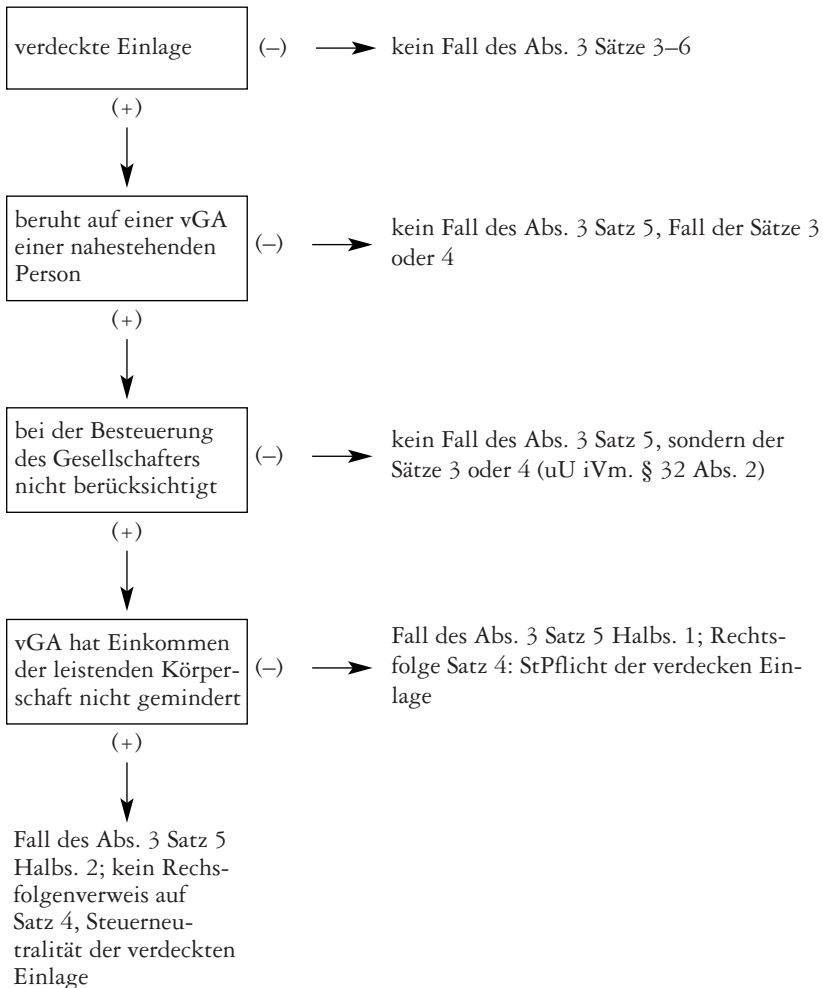 verdeckte Einlage
(–)
kein Fall des Abs. 3 Sätze 3–6
(+)
beruht auf einer vGA
einer nahestehenden
Person
(–)
kein Fall des Abs. 3 Satz 5, Fall der Sätze 3
oder 4
(+)
bei der Besteuerung
des Gesellschafters
nicht berücksichtigt
(–)
kein Fall des Abs. 3 Satz 5, sondern der
Sätze 3 oder 4 (uU iVm. § 32 Abs. 2)
(+)
vGA hat Einkommen
der leistenden Körper-
schaft nicht gemindert
(–)
Fall des Abs. 3 Satz 5 Halbs. 1; Rechts-
folge Satz 4: StPflicht der verdecken Ein-
lage
(+)
Fall des Abs. 3 Satz 5
Halbs. 2; kein Rechs-
folgenverweis auf
Satz 4, Steuerneu-
tralität der verdeckten
Einlage